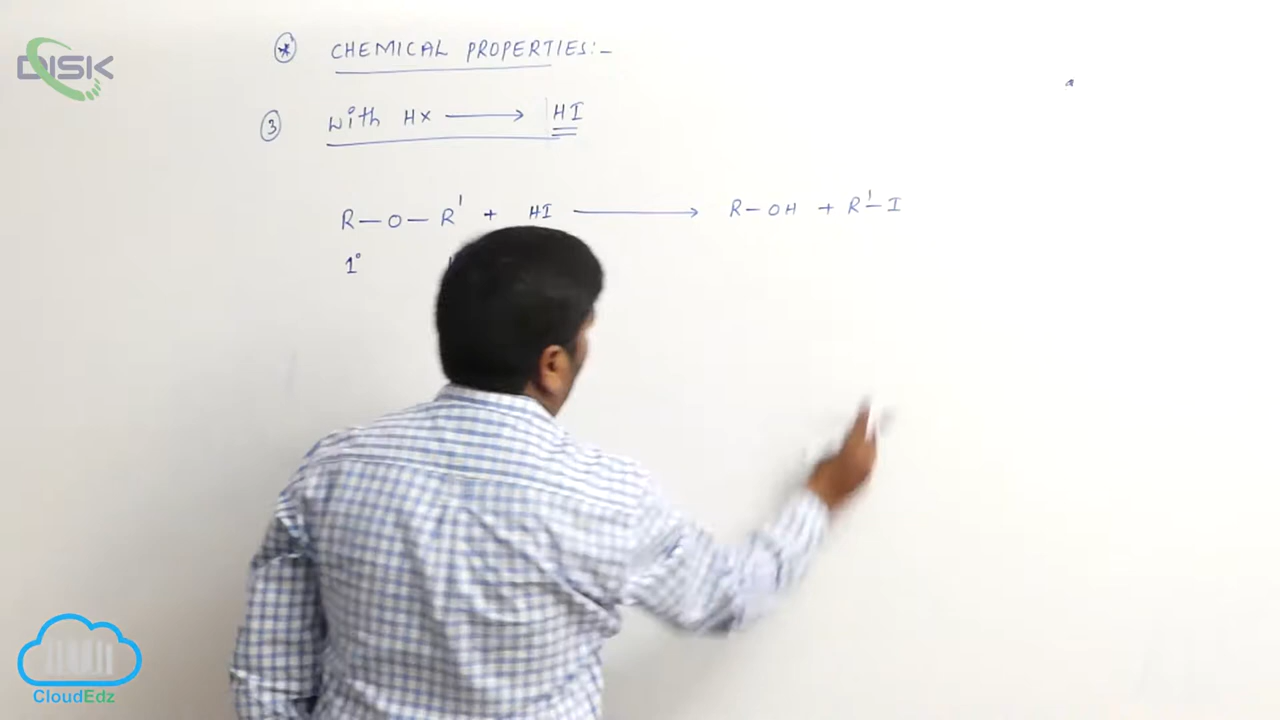 DISK
* CHEMICAL PROPERTIES:-
3 With HX → HI
R-O-R' + HI → R-OH + R'-I
1°
CloudEdz